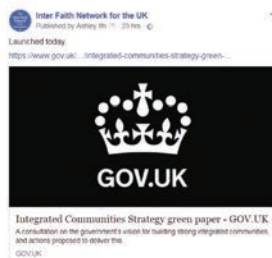 Inter Faith Network for the UK
Published by Ashley
23 hrs
Launched today.
https://www.gov.uk/.../integrated-communities-strategy-green-...
GOV.UK
Integrated Communities Strategy green paper - GOV.UK
A consultation on the government's vision for building strong integrated communities,
and actions proposed to deliver this.
GOV.UK